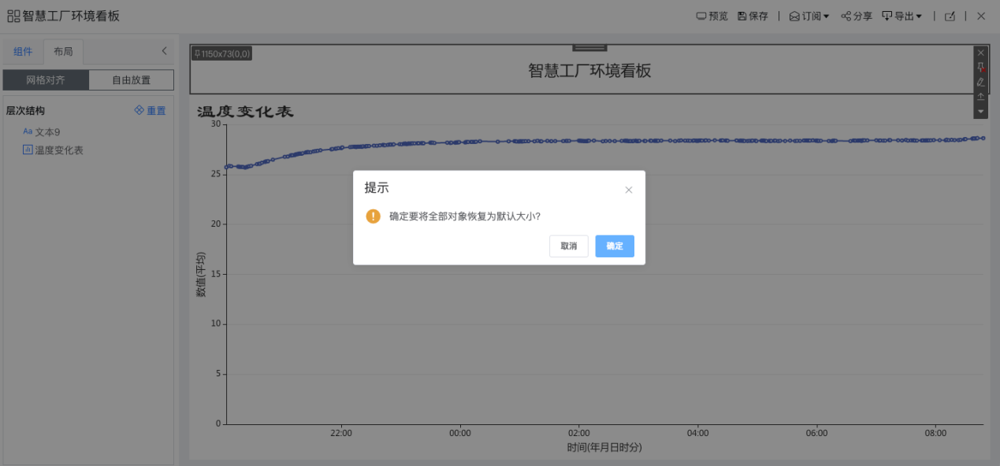 智慧工厂环境看板
预览 保存 | 订阅 分享 导出 | |
组件 布局
网格对齐 自由放置
层次结构 重置
Aa 文本9
温度变化表
1150x73(0,0)
智慧工厂环境看板
温度变化表
30
25
20
15
10
5
0
数值(平均)
22:00 00:00 02:00 04:00 06:00 08:00
时间(年月日时分)
提示
确定要将全部对象恢复为默认大小?
取消 确定